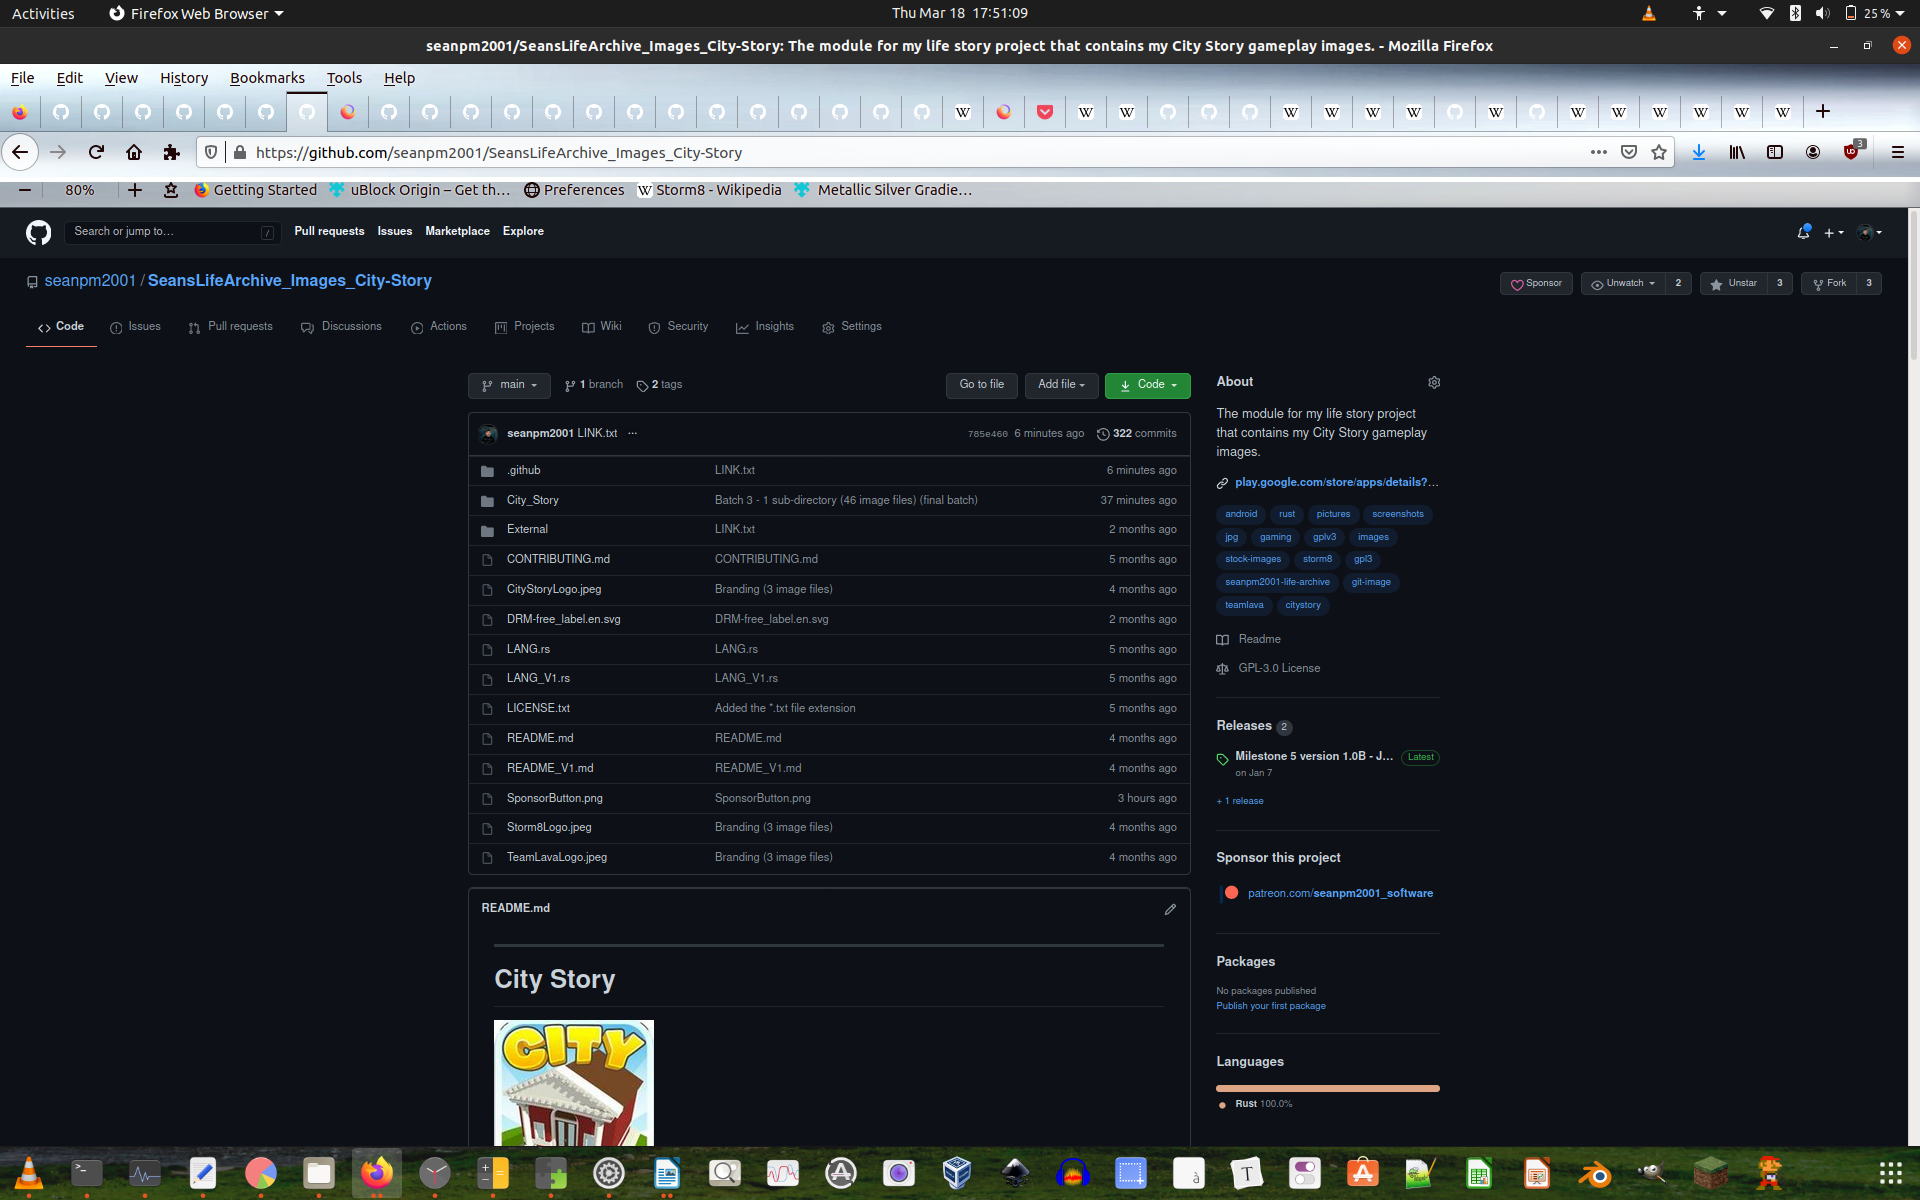 Activities
Firefox Web Browser
Thu Mar 18  17:51:09
25 %
seanpm2001/SeansLifeArchive_Images_City-Story: The module for my life story project that contains my City Story gameplay images. - Mozilla Firefox
File Edit View History Bookmarks Tools Help
https://github.com/seanpm2001/SeansLifeArchive_Images_City-Story
3
80%
Getting Started
uBlock Origin – Get th…
Preferences
Storm8 - Wikipedia
Metallic Silver Gradie…
Search or jump to…
/
Pull requests Issues Marketplace Explore
seanpm2001 / SeansLifeArchive_Images_City-Story
Sponsor
Unwatch 2
Unstar 3
Fork 3
Code Issues Pull requests Discussions Actions Projects Wiki Security Insights Settings
main
1 branch
2 tags
Go to file
Add file
Code
seanpm2001 LINK.txt ...
785e460 6 minutes ago
322 commits
.github LINK.txt 6 minutes ago
City_Story Batch 3 - 1 sub-directory (46 image files) (final batch) 37 minutes ago
External LINK.txt 2 months ago
CONTRIBUTING.md CONTRIBUTING.md 5 months ago
CityStoryLogo.jpeg Branding (3 image files) 4 months ago
DRM-free_label.en.svg DRM-free_label.en.svg 2 months ago
LANG.rs LANG.rs 5 months ago
LANG_V1.rs LANG_V1.rs 5 months ago
LICENSE.txt Added the *.txt file extension 5 months ago
README.md README.md 4 months ago
README_V1.md README_V1.md 4 months ago
SponsorButton.png SponsorButton.png 3 hours ago
Storm8Logo.jpeg Branding (3 image files) 4 months ago
TeamLavaLogo.jpeg Branding (3 image files) 4 months ago
README.md
City Story
CITY
About
The module for my life story project
that contains my City Story gameplay
images.
play.google.com/store/apps/details?…
android rust pictures screenshots
jpg gaming gplv3 images
stock-images storm8 gpl3
seanpm2001-life-archive git-image
teamlava citystory
Readme
GPL-3.0 License
Releases 2
Milestone 5 version 1.0B - J… Latest
on Jan 7
+ 1 release
Sponsor this project
patreon.com/seanpm2001_software
Packages
No packages published
Publish your first package
Languages
Rust 100.0%